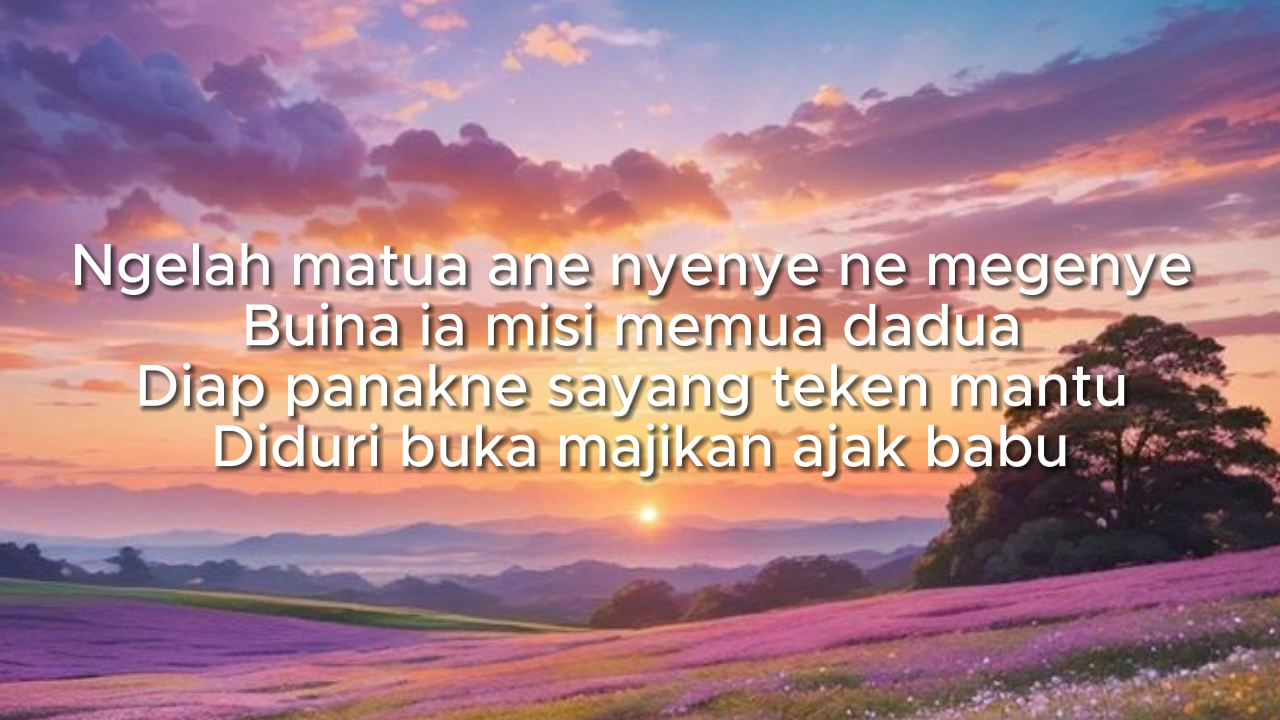 Ngelah matua ane nyenye ne megenye
Buina ia misi memua dadua
Diap panakne sayang teken mantu
Diduri buka majikan ajak babu